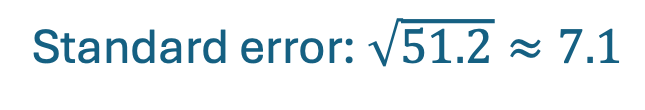 Standard error: √51.2 ≈ 7.1